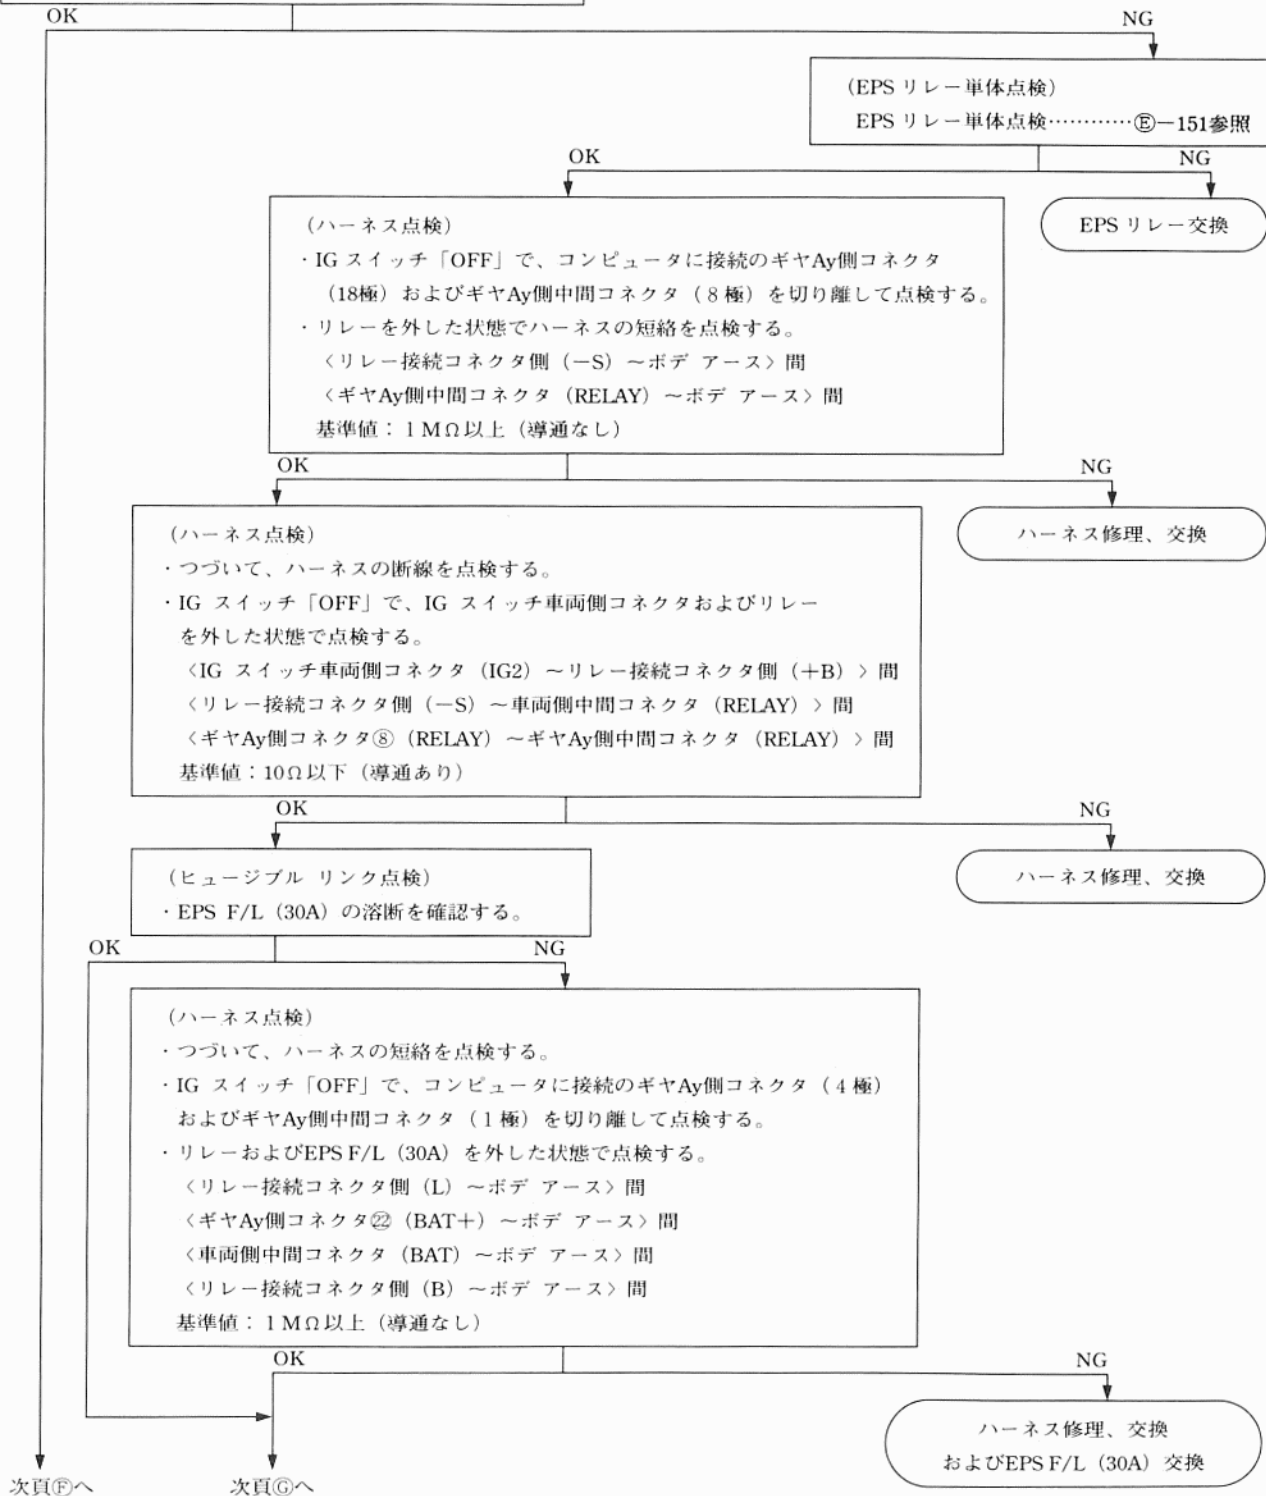 OK
NG
（EPS リレー単体点検）
EPS リレー単体点検…………Ⓔ－151参照
OK
NG
EPS リレー交換
（ハーネス点検）
・IG スイッチ「OFF」で、コンピュータに接続のギヤAy側コネクタ
（18極）およびギヤAy側中間コネクタ（８極）を切り離して点検する。
・リレーを外した状態でハーネスの短絡を点検する。
〈リレー接続コネクタ側（－S）～ボデ アース〉間
〈ギヤAy側中間コネクタ（RELAY）～ボデ アース〉間
基準値：１MΩ以上（導通なし）
OK
NG
ハーネス修理、交換
（ハーネス点検）
・つづいて、ハーネスの断線を点検する。
・IG スイッチ「OFF」で、IG スイッチ車両側コネクタおよびリレー
を外した状態で点検する。
〈IG スイッチ車両側コネクタ（IG2）～リレー接続コネクタ側（＋B）〉間
〈リレー接続コネクタ側（－S）～車両側中間コネクタ（RELAY）〉間
〈ギヤAy側コネクタ⑧（RELAY）～ギヤAy側中間コネクタ（RELAY）〉間
基準値：10Ω以下（導通あり）
OK
NG
ハーネス修理、交換
（ヒュージブル リンク点検）
・EPS F/L（30A）の溶断を確認する。
OK
NG
（ハーネス点検）
・つづいて、ハーネスの短絡を点検する。
・IG スイッチ「OFF」で、コンピュータに接続のギヤAy側コネクタ（４極）
およびギヤAy側中間コネクタ（１極）を切り離して点検する。
・リレーおよびEPS F/L（30A）を外した状態で点検する。
〈リレー接続コネクタ側（L）～ボデ アース〉間
〈ギヤAy側コネクタ㉒（BAT+）～ボデ アース〉間
〈車両側中間コネクタ（BAT）～ボデ アース〉間
〈リレー接続コネクタ側（B）～ボデ アース〉間
基準値：１MΩ以上（導通なし）
OK
NG
ハーネス修理、交換
およびEPS F/L（30A）交換
次頁Ⓕへ
次頁Ⓖへ